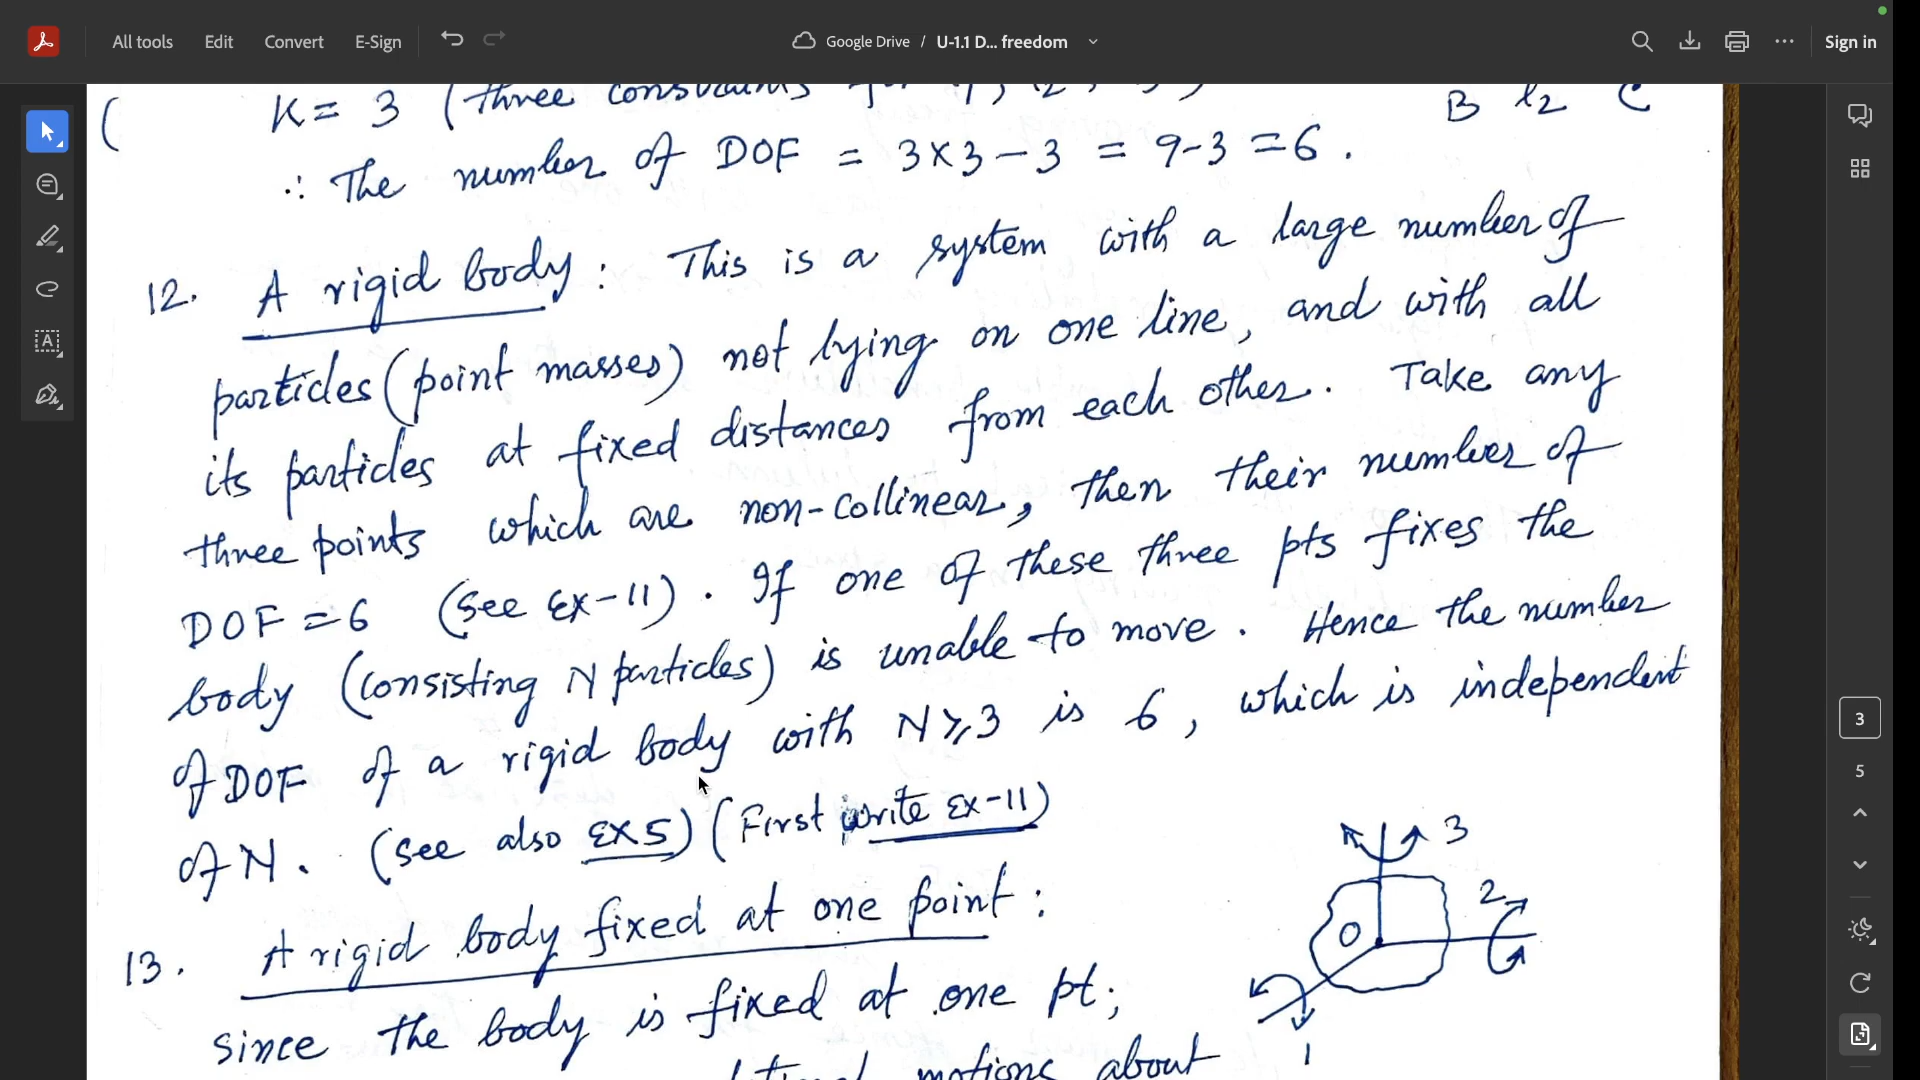 All tools Edit Convert E-Sign Google Drive / U-1.1 D... freedom Sign in
K = 3 (three constraints
B l2 C
∴ The number of DOF = 3×3-3 = 9-3 = 6.
12. A rigid body: This is a system with a large number of
particles (point masses) not lying on one line, and with all
its particles at fixed distances from each other. Take any
three points which are non-collinear, then their number of
DOF = 6 (see Ex-11). If one of these three pts fixes the
body (consisting N particles) is unable to move. Hence the number
of DOF of a rigid body with N≥3 is 6, which is independent
of N. (see also EX 5) (First write Ex-11)
13. A rigid body fixed at one point:
since the body is fixed at one pt;
motions about
3
2
O
1
3
5